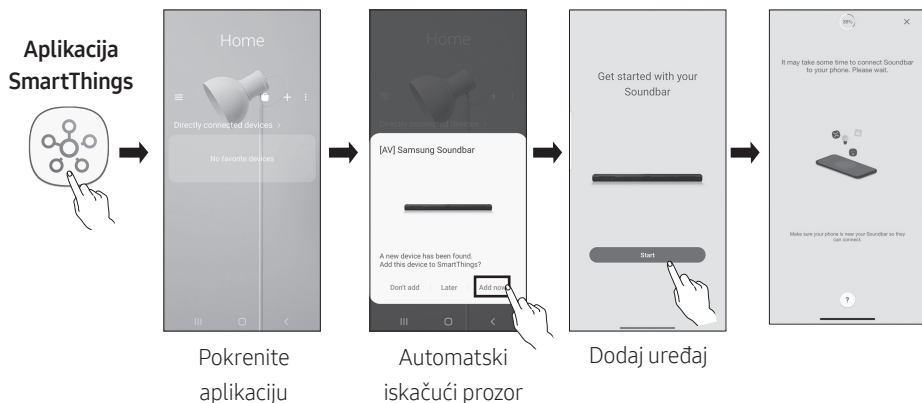 Aplikacija
SmartThings
Home
Directly connected devices >
No favorite devices
Pokrenite
aplikaciju
Home
Directly connected devices >
[AV] Samsung Soundbar
A new device has been found.
Add this device to SmartThings?
Don't add
Later
Add now
Automatski
iskačući prozor
Get started with your
Soundbar
Start
Dodaj uređaj
It may take some time to connect Soundbar
to your phone. Please wait.
Make sure your phone is near your Soundbar so they
can connect.
?